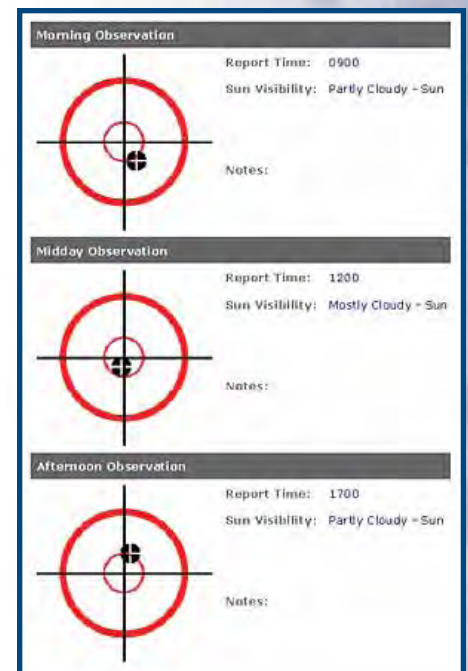 Morning Observation
Report Time: 0900
Sun Visibility: Partly Cloudy - Sun
Notes:
Midday Observation
Report Time: 1200
Sun Visibility: Mostly Cloudy - Sun
Notes:
Afternoon Observation
Report Time: 1700
Sun Visibility: Partly Cloudy - Sun
Notes: